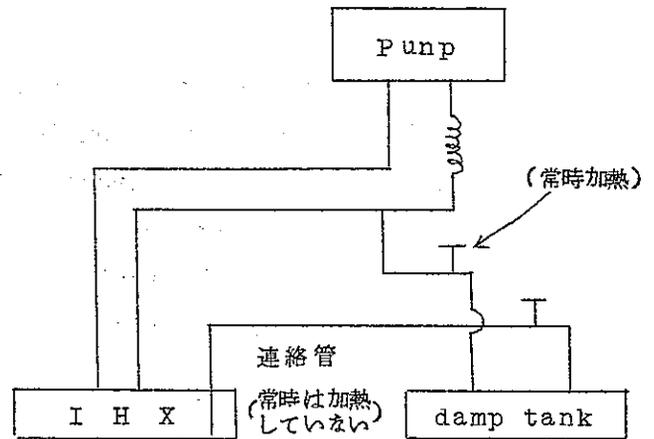 Punp
(常時加熱)
連絡管
(常時は加熱
していない)
I H X
damp tank